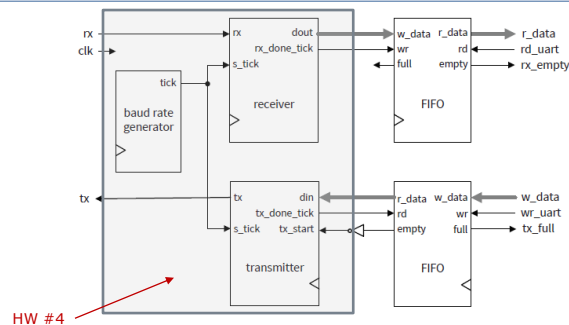 rx
clk
rx
dout
rx_done_tick
s_tick
receiver
w_data
r_data
wr
rd
full
empty
FIFO
r_data
rd_uart
rx_empty
tick
baud rate
generator
tx
tx
din
tx_done_tick
s_tick
tx_start
transmitter
r_data
w_data
rd
wr
empty
full
FIFO
w_data
wr_uart
tx_full
HW #4